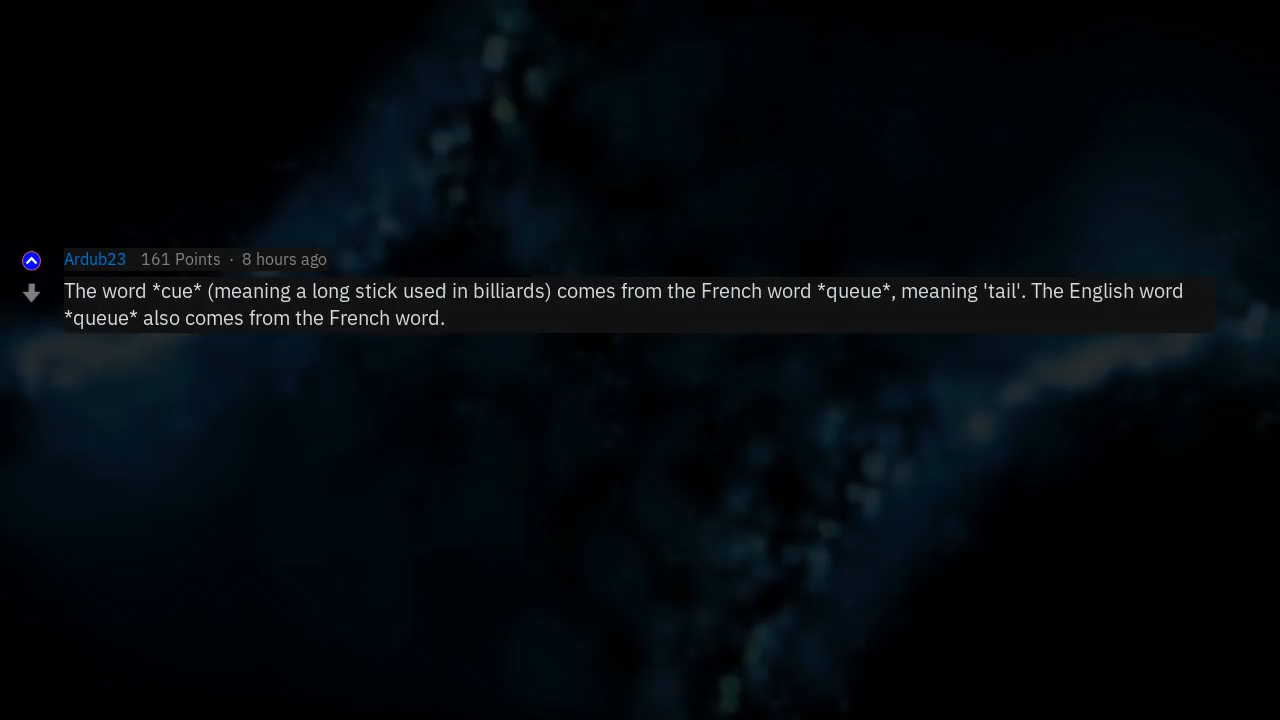 Ardub23 161 Points · 8 hours ago
The word *cue* (meaning a long stick used in billiards) comes from the French word *queue*, meaning 'tail'. The English word
*queue* also comes from the French word.